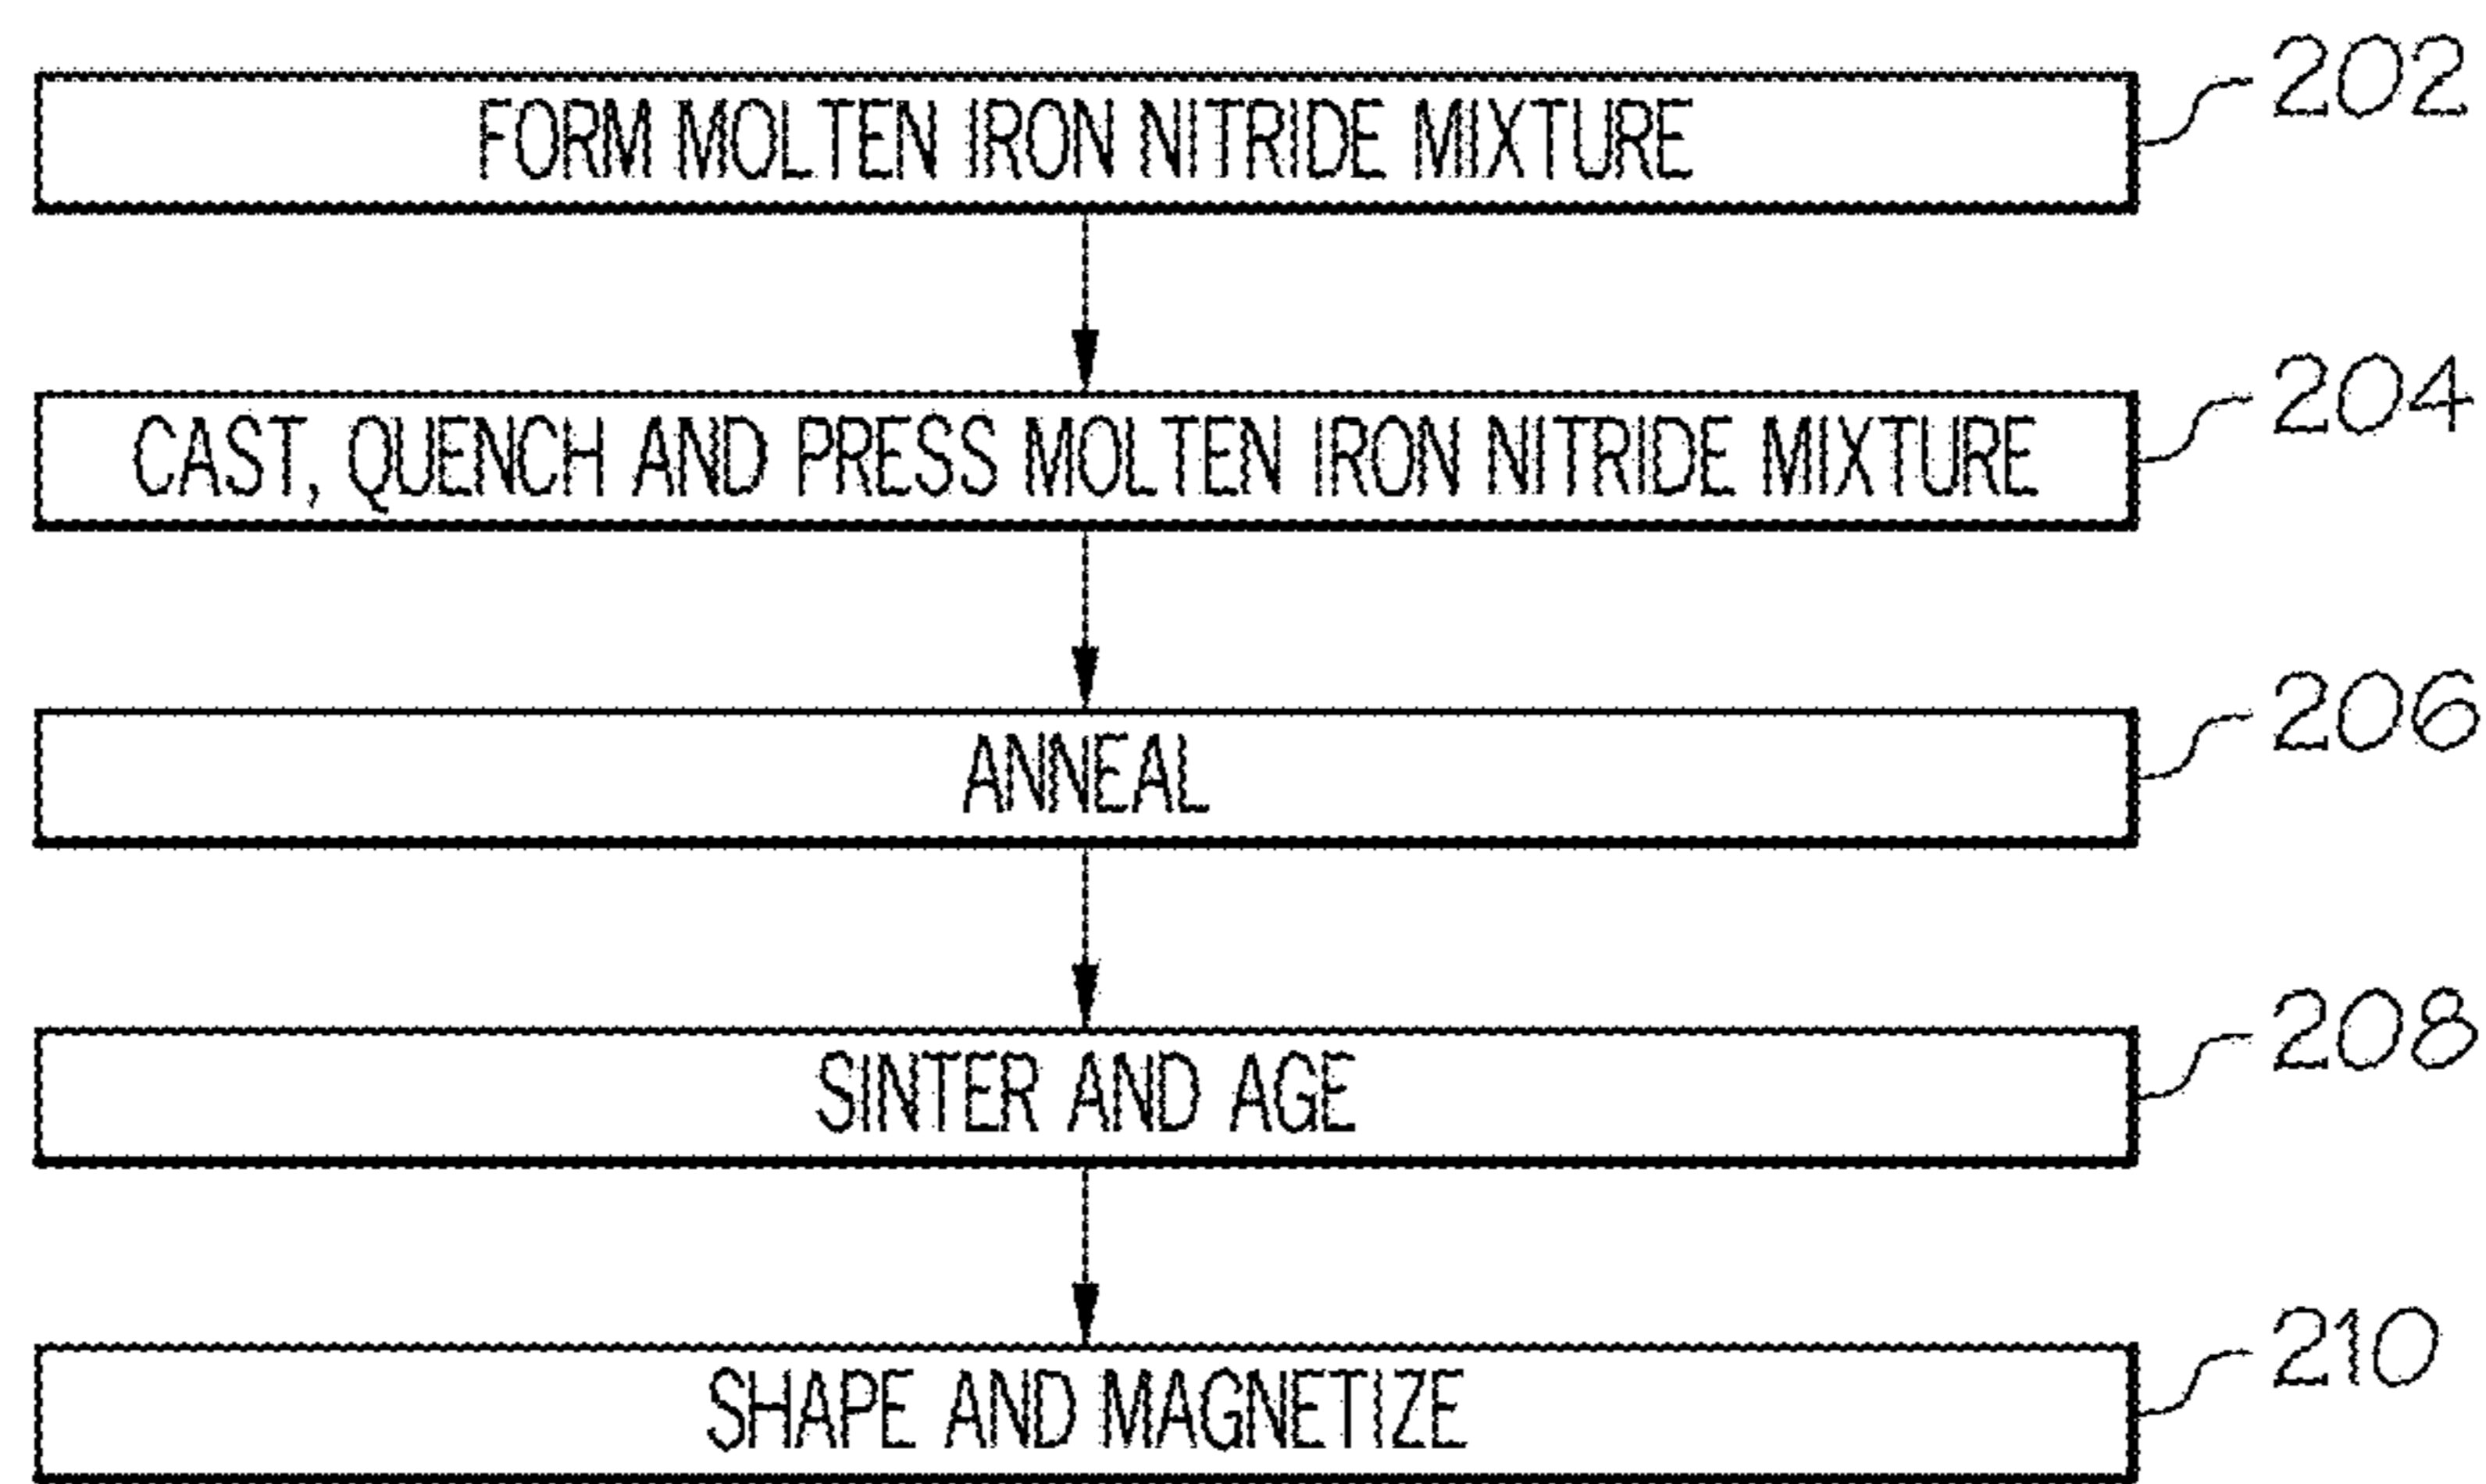 FORM MOLTEN IRON NITRIDE MIXTURE 202
CAST, QUENCH AND PRESS MOLTEN IRON NITRIDE MIXTURE 204
ANNEAL 206
SINTER AND AGE 208
SHAPE AND MAGNETIZE 210